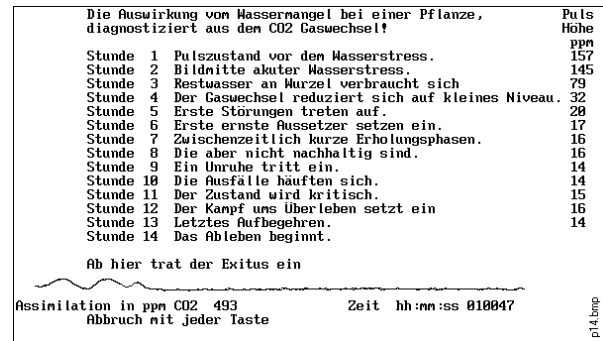 Die Auswirkung vom Wassermangel bei einer Pflanze, Puls
diagnostiziert aus dem CO2 Gaswechsel! Höhe
ppm
Stunde 1 Pulszustand vor dem Wasserstress. 157
Stunde 2 Bildmitte akuter Wasserstress. 145
Stunde 3 Restwasser an Wurzel verbraucht sich 79
Stunde 4 Der Gaswechsel reduziert sich auf kleines Niveau. 32
Stunde 5 Erste Störungen treten auf. 20
Stunde 6 Erste ernste Aussetzer setzen ein. 17
Stunde 7 Zwischenzeitlich kurze Erholungsphasen. 16
Stunde 8 Die aber nicht nachhaltig sind. 16
Stunde 9 Ein Unruhe tritt ein. 14
Stunde 10 Die Ausfälle häuften sich. 14
Stunde 11 Der Zustand wird kritisch. 15
Stunde 12 Der Kampf ums Überleben setzt ein 16
Stunde 13 Letztes Aufbegehren. 14
Stunde 14 Das Ableben beginnt.
Ab hier trat der Exitus ein
Assimilation in ppm CO2 493 Zeit hh:mm:ss 010047
Abbruch mit jeder Taste
p14.bmp